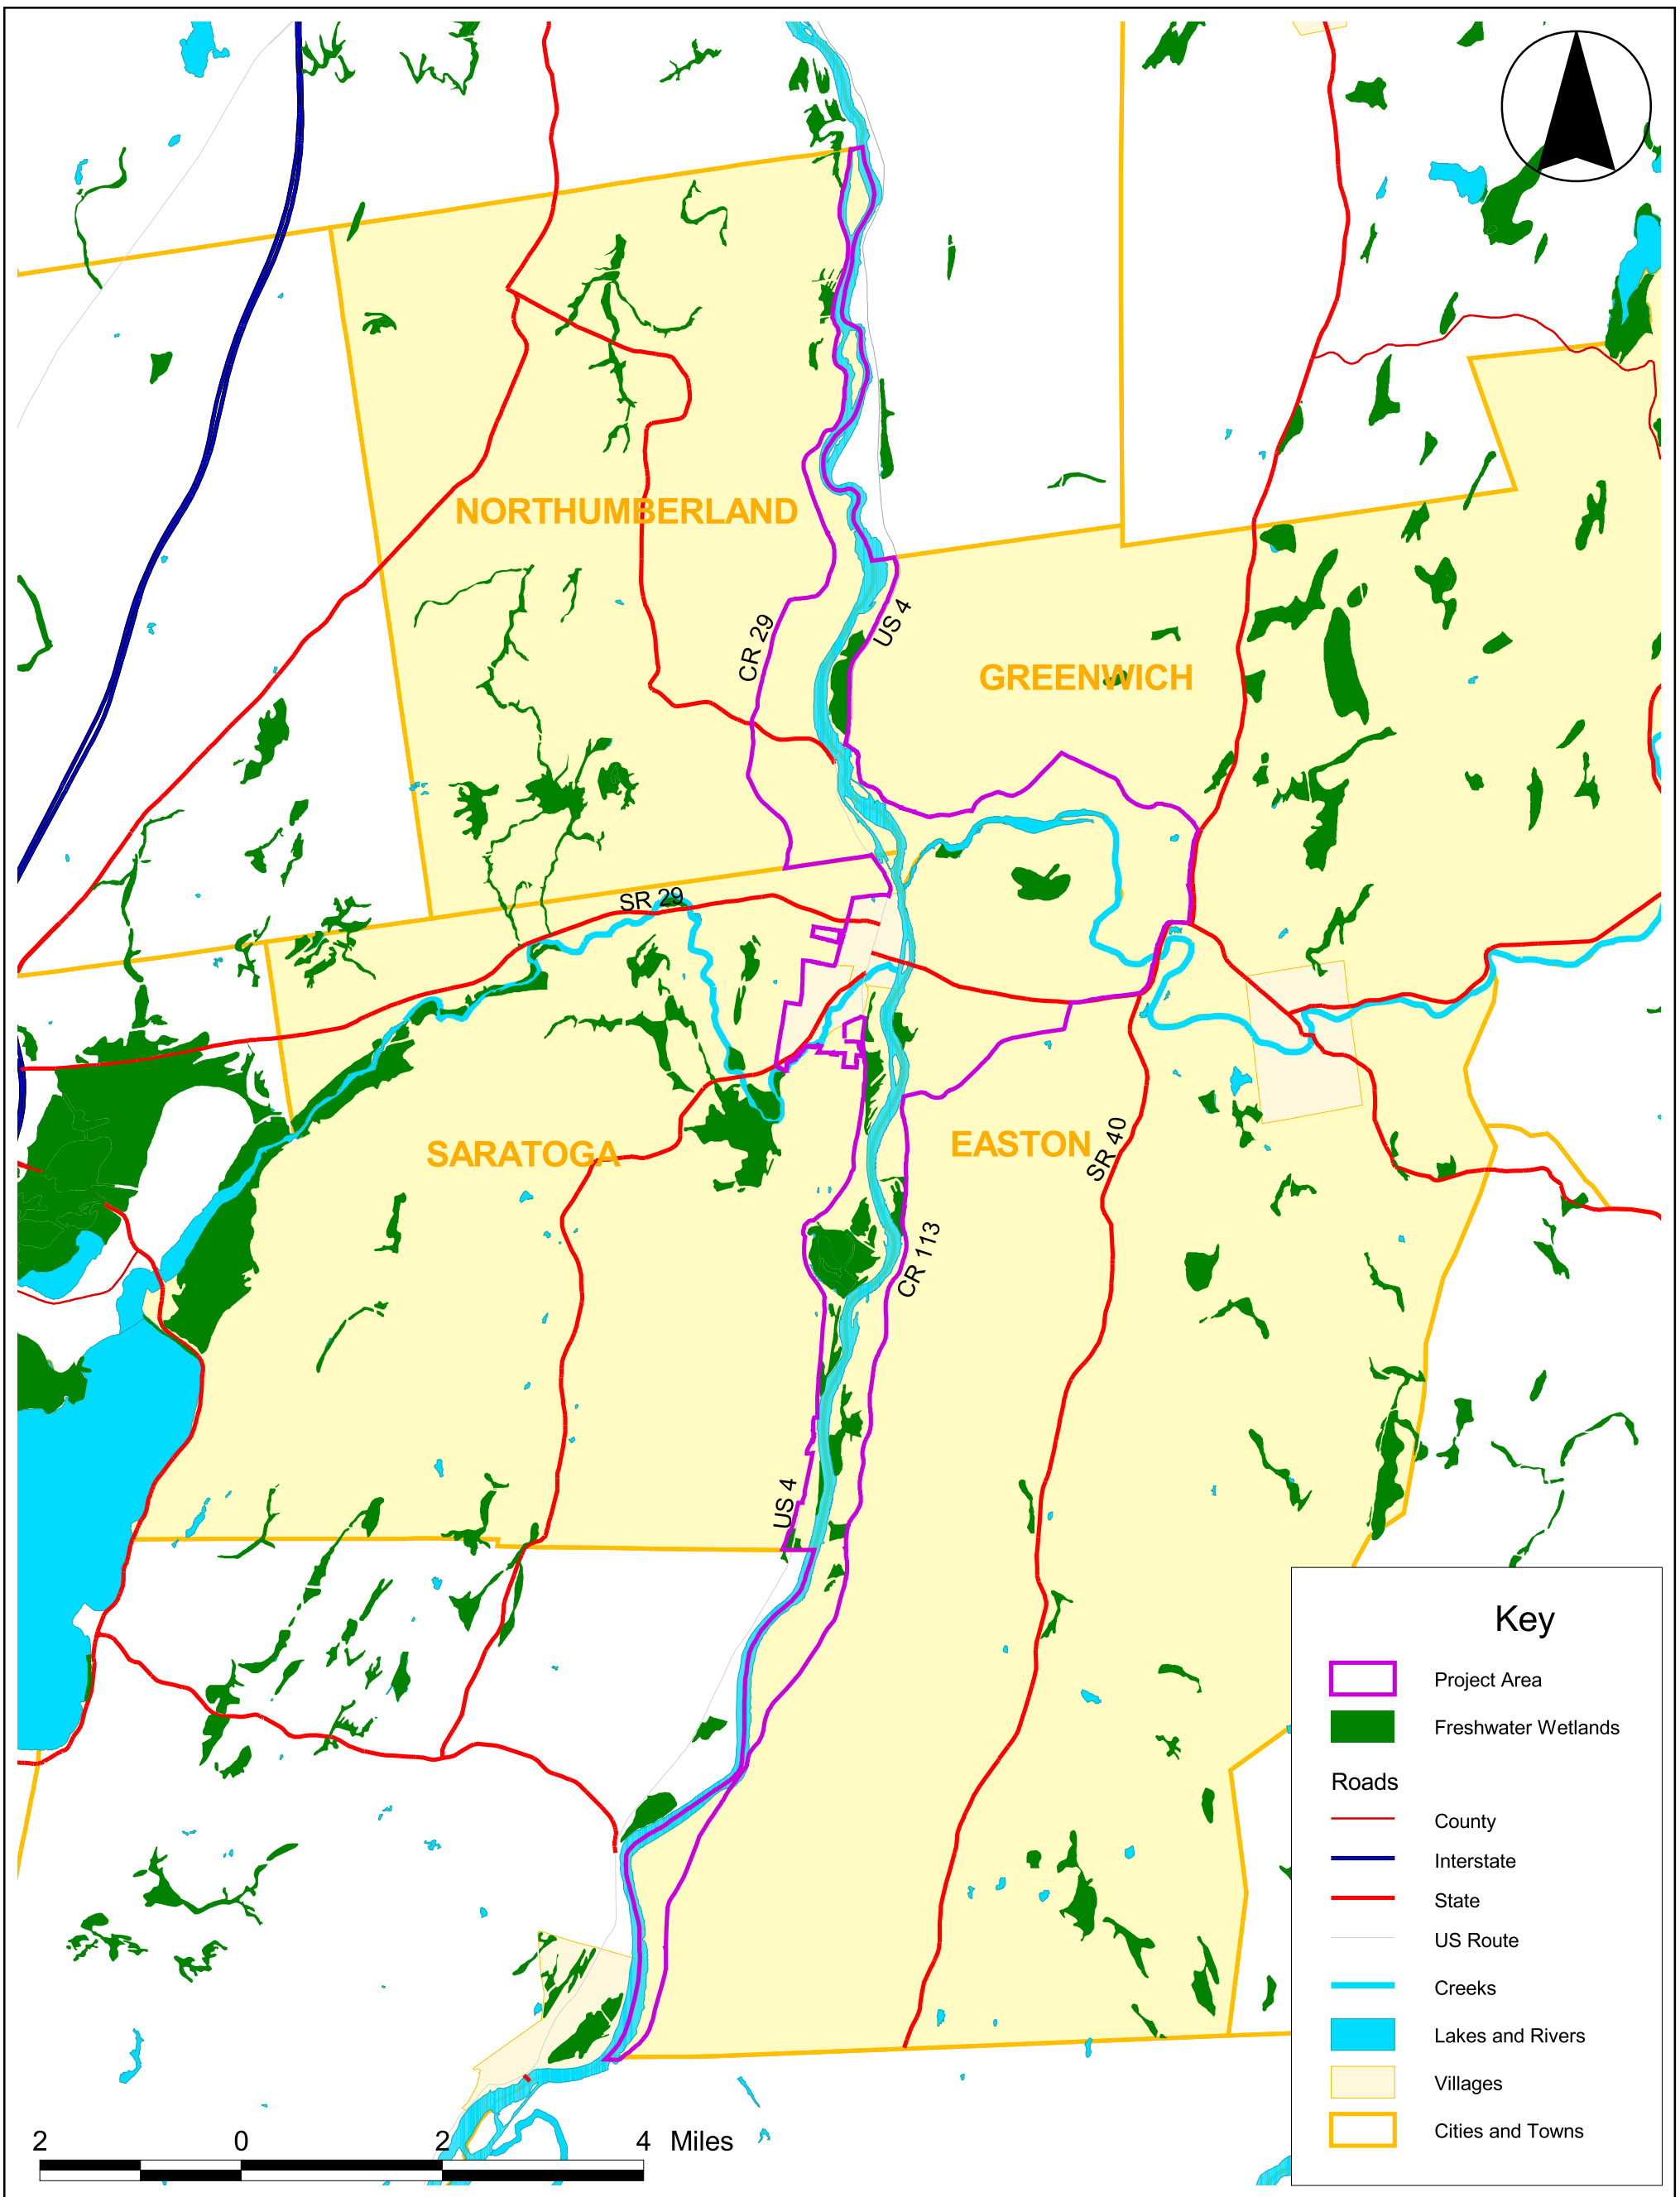 NORTHUMBERLAND
CR 29
US 4
GREENWICH
SR 29
SARATOGA
EASTON
SR 40
CR 113
US 4
Key
Project Area
Freshwater Wetlands
Roads
County
Interstate
State
US Route
Creeks
Lakes and Rivers
Villages
Cities and Towns
2 0 2 4 Miles